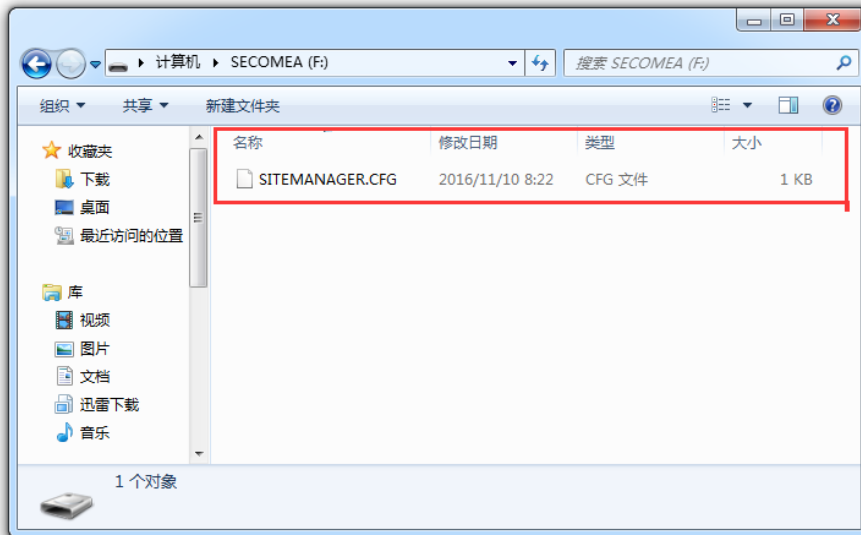 计算机 SECOMEA (F:)
搜索 SECOMEA (F:)
组织 共享 新建文件夹
名称 修改日期 类型 大小
SITEMANAGER.CFG 2016/11/10 8:22 CFG 文件 1 KB
收藏夹
下载
桌面
最近访问的位置
库
视频
图片
文档
迅雷下载
音乐
1 个对象